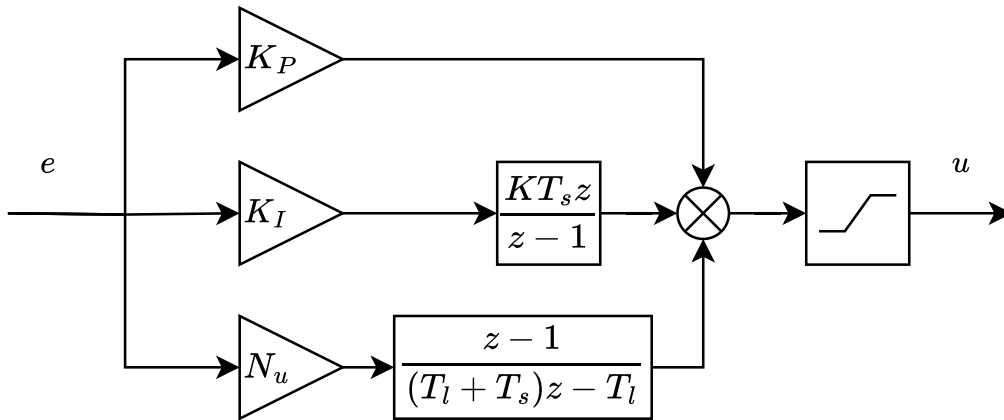 K_P
e
K_I
KT_s z
z − 1
u
N_u
z − 1
(T_l + T_s)z − T_l